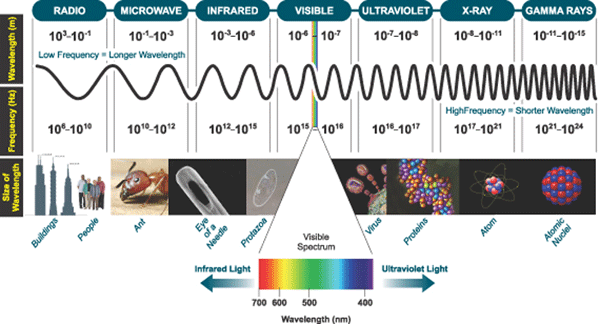 RADIO MICROWAVE INFRARED VISIBLE ULTRAVIOLET X-RAY GAMMA RAYS
Wavelength (m)
10³–10⁻¹ 10⁻¹–10⁻³ 10⁻³–10⁻⁶ 10⁻⁶ 10⁻⁷ 10⁻⁷–10⁻⁸ 10⁻⁸–10⁻¹¹ 10⁻¹¹–10⁻¹⁵
Low Frequency = Longer Wavelength
HighFrequency = Shorter Wavelength
Frequency (Hz)
10⁶–10¹⁰ 10¹⁰–10¹² 10¹²–10¹⁵ 10¹⁵ 10¹⁶ 10¹⁶–10¹⁷ 10¹⁷–10²¹ 10²¹–10²⁴
Size of
Wavelength
Buildings People Ant Eye of a Needle Protazoa Virus Proteins Atom Atomic Nuclei
Visible
Spectrum
Infrared Light Ultraviolet Light
700 600 500 400
Wavelength (nm)